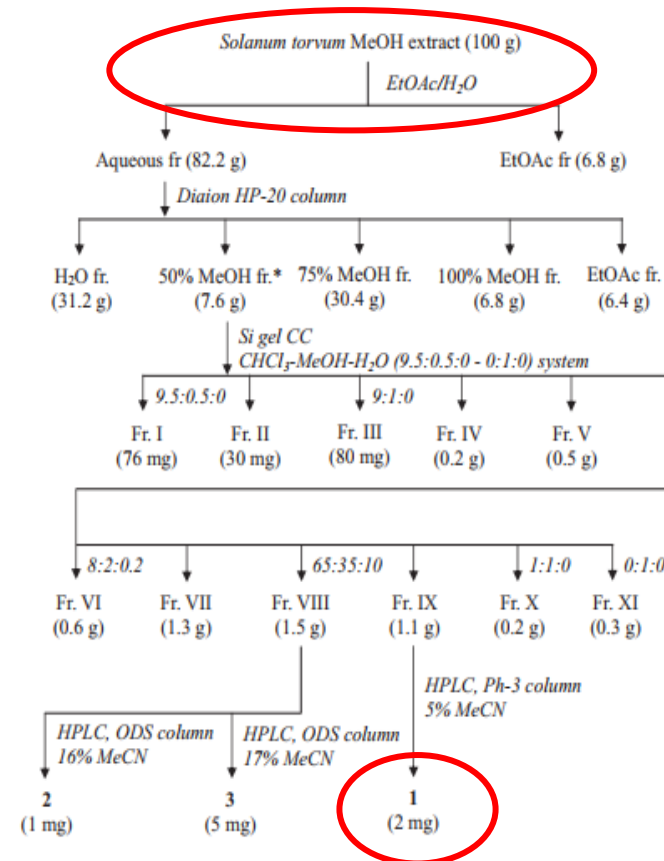 Solanum torvum MeOH extract (100 g)
EtOAc/H₂O
Aqueous fr (82.2 g)
EtOAc fr (6.8 g)
Diaion HP-20 column
H₂O fr. 50% MeOH fr.* 75% MeOH fr. 100% MeOH fr. EtOAc fr.
(31.2 g) (7.6 g) (30.4 g) (6.8 g) (6.4 g)
Si gel CC
CHCl₃-MeOH-H₂O (9.5:0.5:0 - 0:1:0) system
9.5:0.5:0 9:1:0
Fr. I Fr. II Fr. III Fr. IV Fr. V
(76 mg) (30 mg) (80 mg) (0.2 g) (0.5 g)
8:2:0.2 65:35:10 1:1:0 0:1:0
Fr. VI Fr. VII Fr. VIII Fr. IX Fr. X Fr. XI
(0.6 g) (1.3 g) (1.5 g) (1.1 g) (0.2 g) (0.3 g)
HPLC, Ph-3 column
5% MeCN
HPLC, ODS column HPLC, ODS column
16% MeCN 17% MeCN
2 3 1
(1 mg) (5 mg) (2 mg)